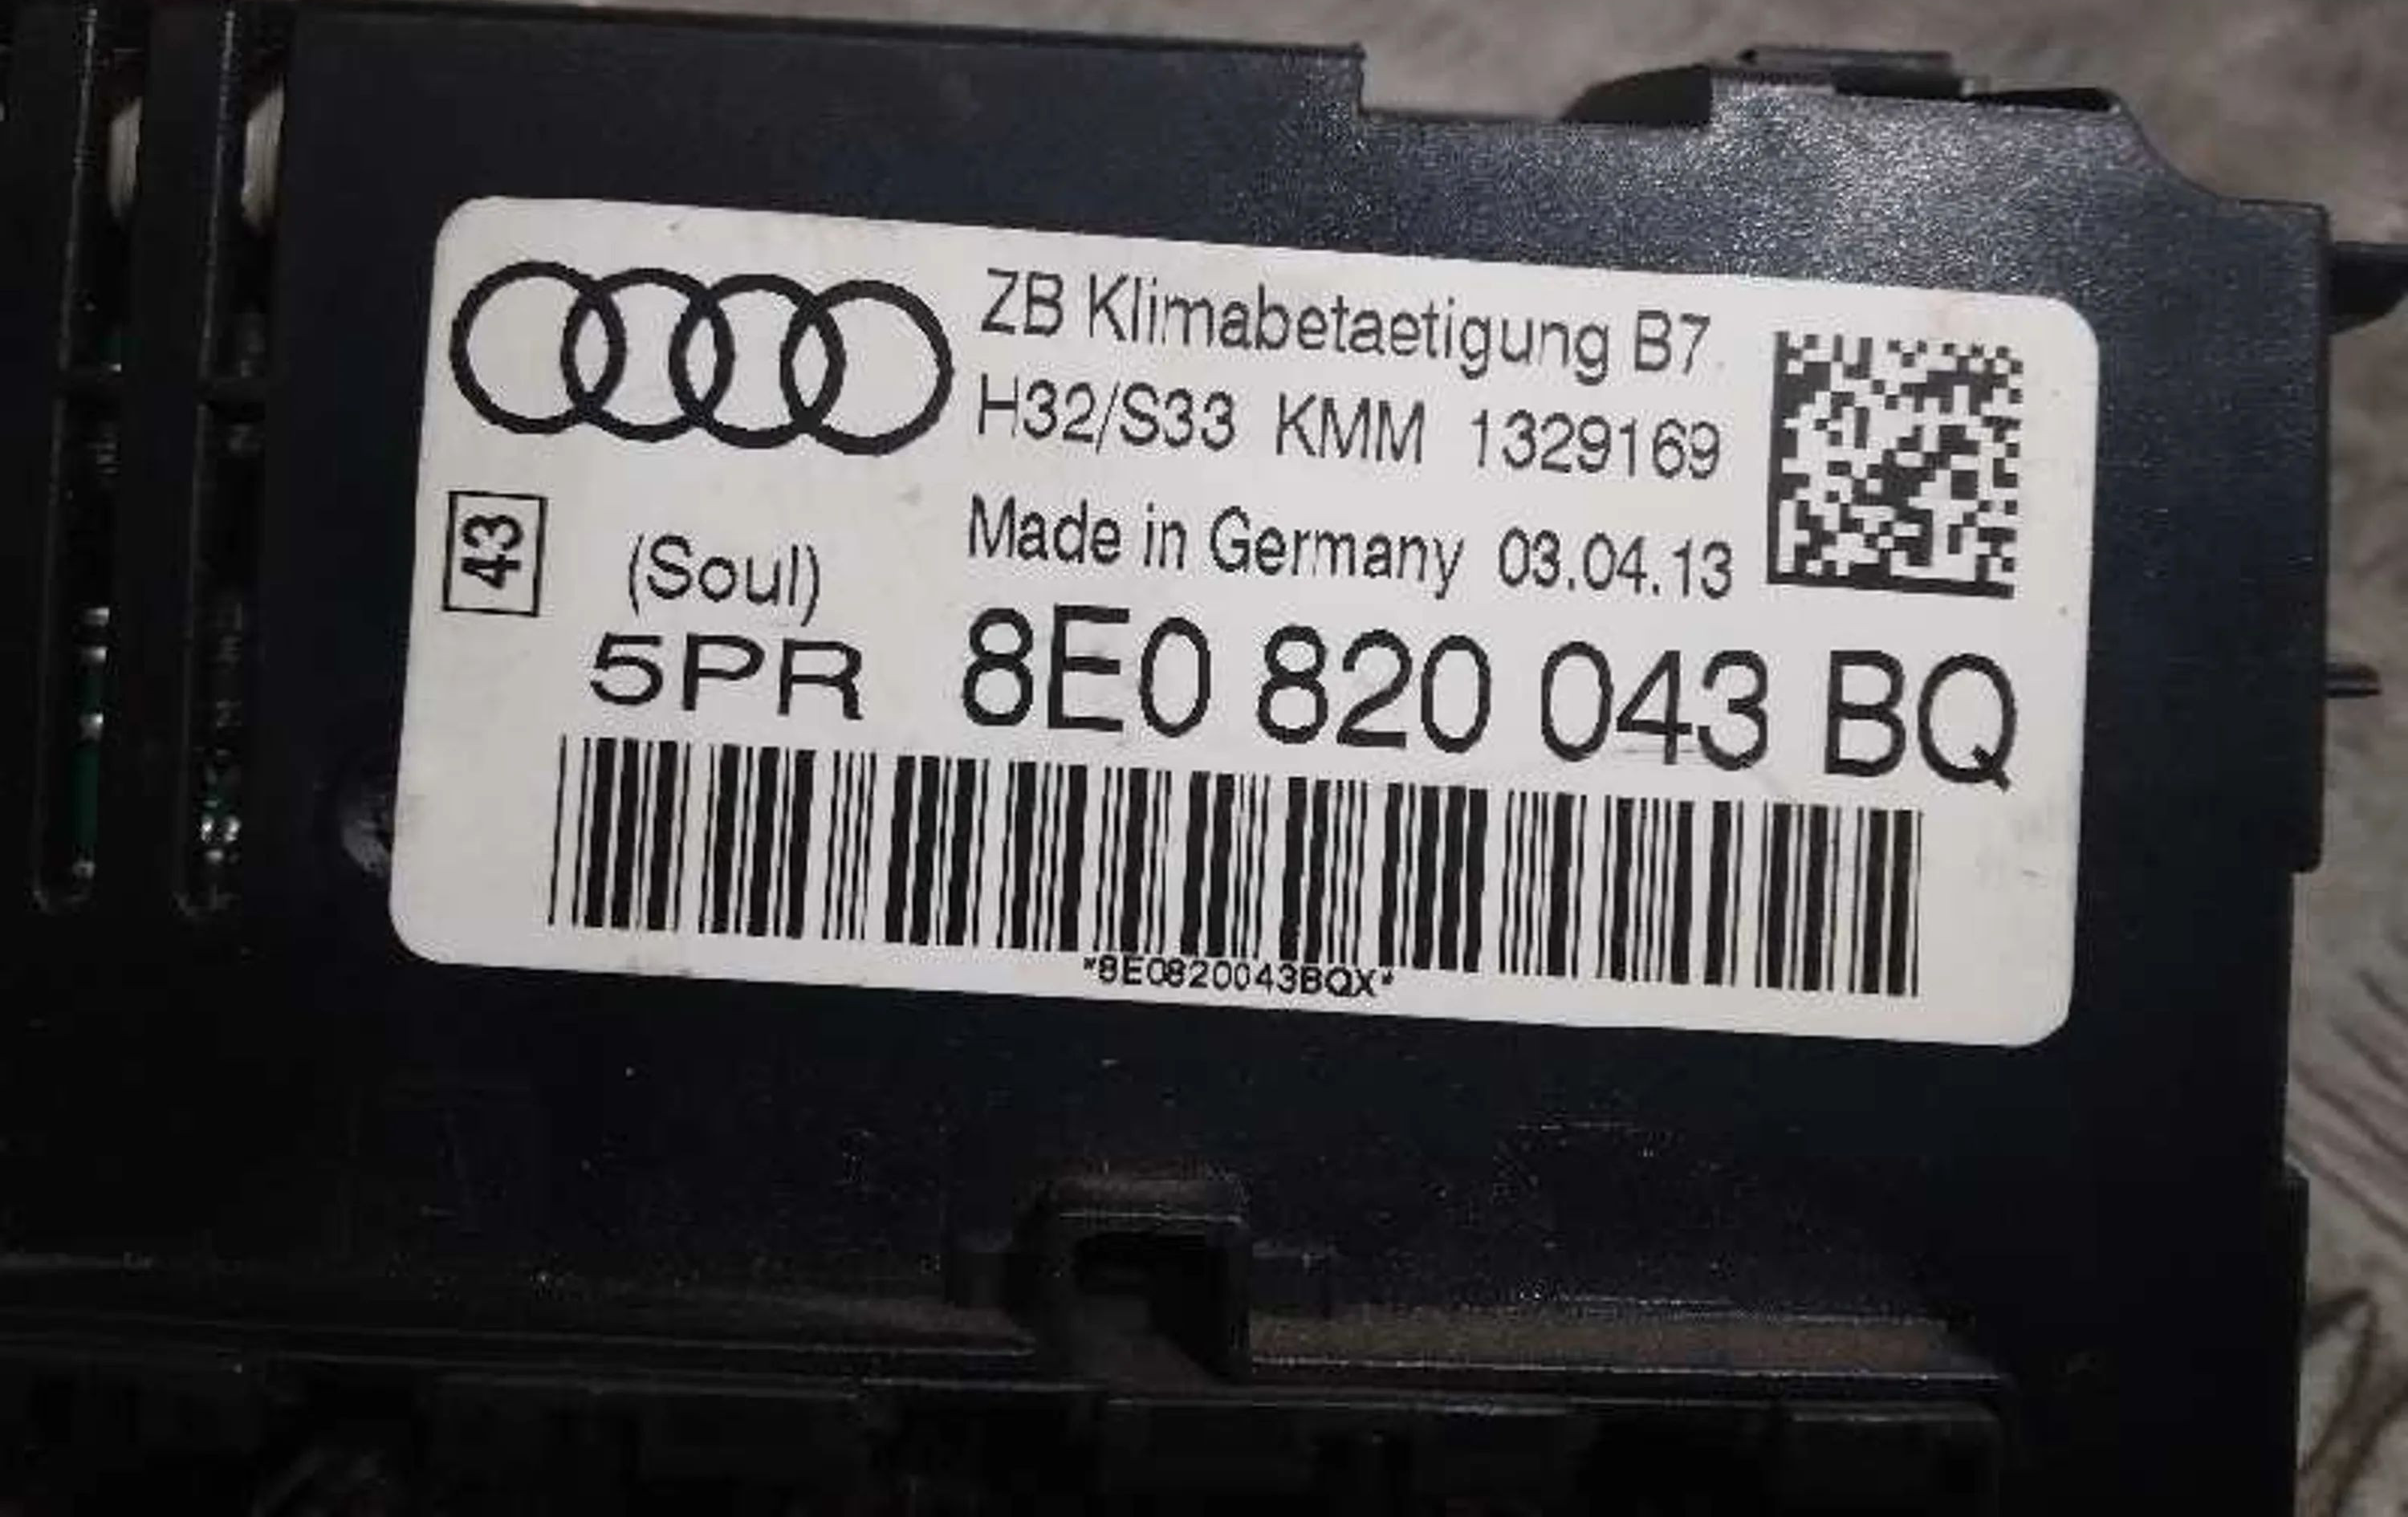 ZB Klimabetaetigung B7
H32/S33 KMM 1329169
43
(Soul)
Made in Germany 03.04.13
5PR 8E0 820 043 BQ
*8E0820043BQX*